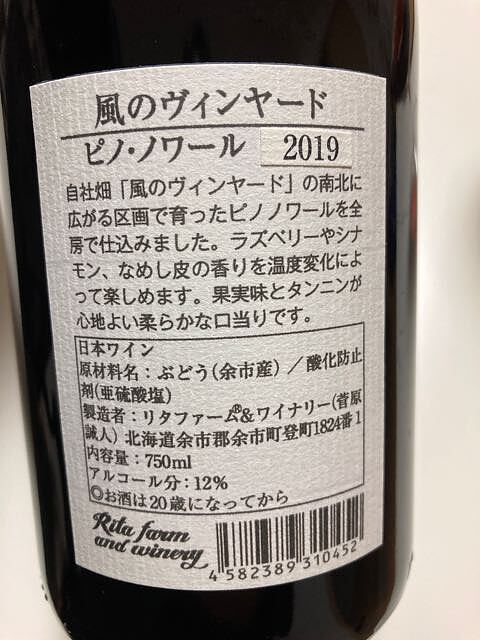 風のヴィンヤード
ピノ・ノワール 2019
自社畑「風のヴィンヤード」の南北に
広がる区画で育ったピノノワールを全
房で仕込みました。ラズベリーやシナ
モン、なめし皮の香りを温度変化によ
って楽しめます。果実味とタンニンが
心地よい柔らかな口当りです。
日本ワイン
原材料名：ぶどう(余市産)／酸化防止
剤(亜硫酸塩)
製造者：リタファーム®&ワイナリー(菅原
誠人) 北海道余市郡余市町登町1824番1
内容量：750ml
アルコール分：12%
◎お酒は20歳になってから
Rita farm
and winery
4 582389 310452